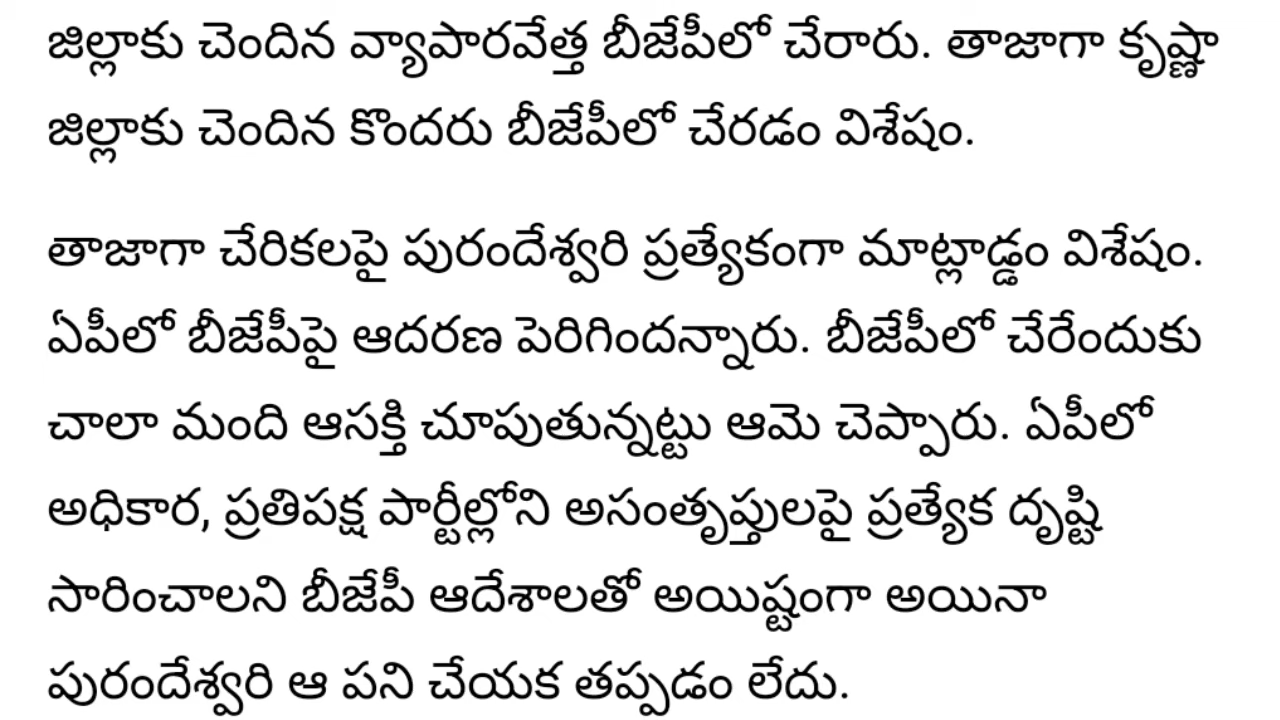 జిల్లాకు చెందిన వ్యాపారవేత్త బీజేపీలో చేరారు. తాజాగా కృష్ణా
జిల్లాకు చెందిన కొందరు బీజేపీలో చేరడం విశేషం.
తాజాగా చేరికలపై పురందేశ్వరి ప్రత్యేకంగా మాట్లాడ్డం విశేషం.
ఏపీలో బీజేపీపై ఆదరణ పెరిగిందన్నారు. బీజేపీలో చేరేందుకు
చాలా మంది ఆసక్తి చూపుతున్నట్టు ఆమె చెప్పారు. ఏపీలో
అధికార, ప్రతిపక్ష పార్టీల్లోని అసంతృప్తులపై ప్రత్యేక దృష్టి
సారించాలని బీజేపీ ఆదేశాలతో అయిష్టంగా అయినా
పురందేశ్వరి ఆ పని చేయక తప్పడం లేదు.